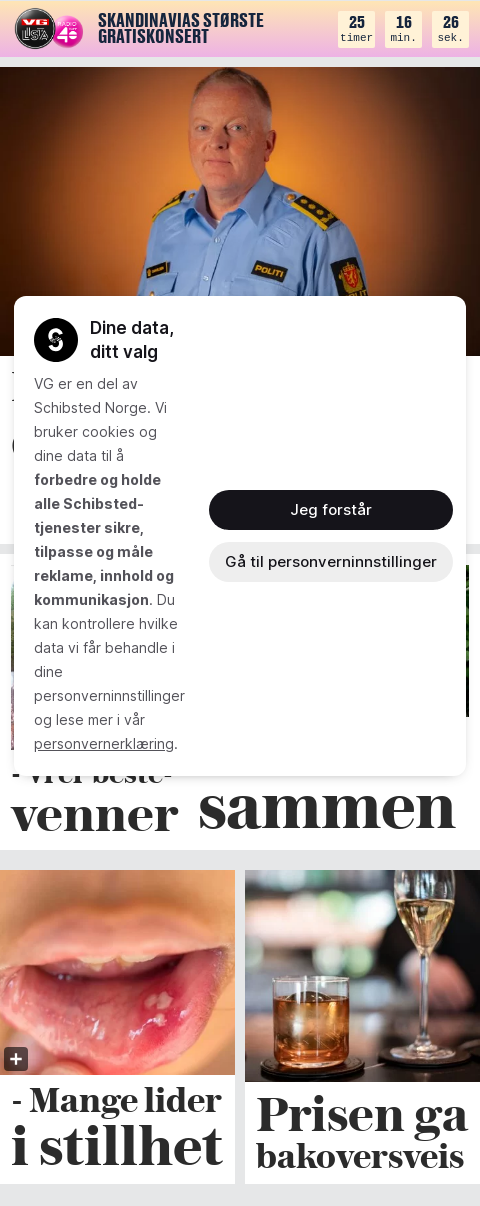 VG
LISTA
RADIO
45
SKANDINAVIAS STØRSTE
GRATISKONSERT
25
timer
16
min.
26
sek.
POLITI
Dine data,
ditt valg
VG er en del av
Schibsted Norge. Vi
bruker cookies og
dine data til å
forbedre og holde
alle Schibsted-
tjenester sikre,
tilpasse og måle
reklame, innhold og
kommunikasjon. Du
kan kontrollere hvilke
data vi får behandle i
dine
personverninnstillinger
og lese mer i vår
personvernerklæring.
Jeg forstår
Gå til personverninnstillinger
- Vi er beste-
venner
sammen
- Mange lider
i stillhet
Prisen ga
bakoversveis